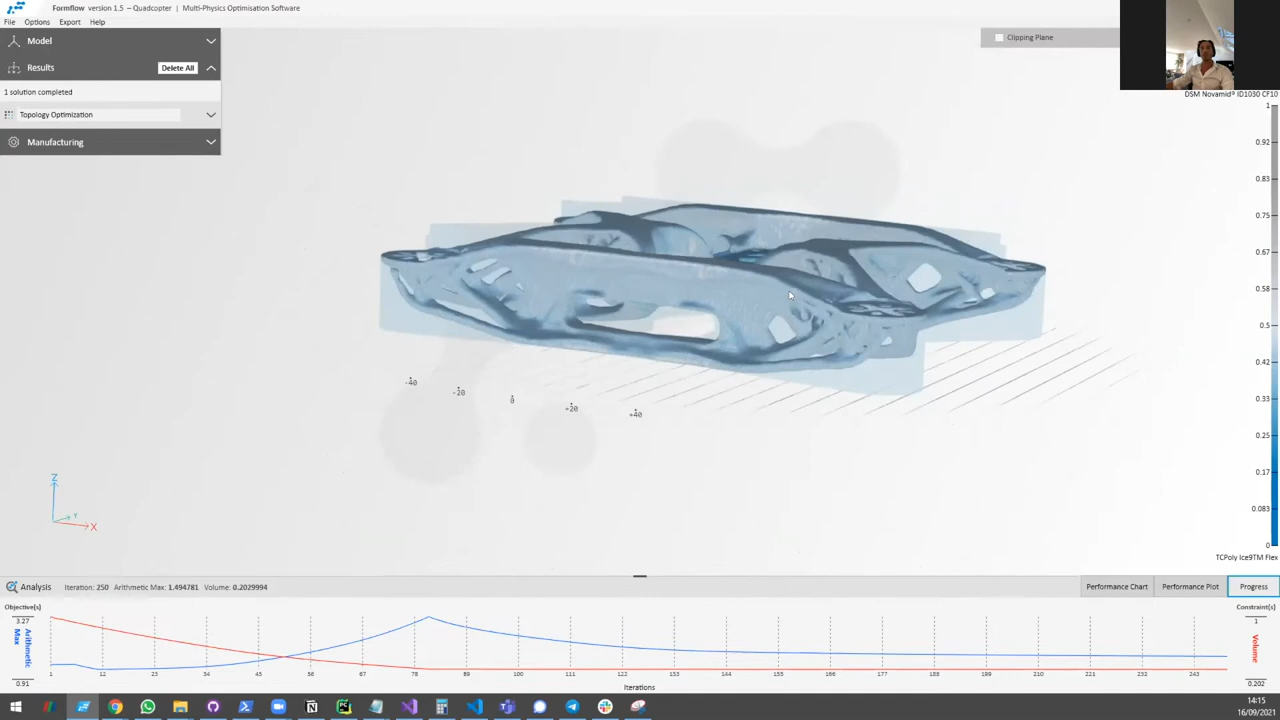 Formflow version 1.5 – Quadcopter | Multi-Physics Optimisation Software
File Options Export Help
Model
Results Delete All
1 solution completed
Topology Optimization
Manufacturing
Clipping Plane
DSM Novamid® ID1030 CF10
1
0.92
0.83
0.75
0.67
0.58
0.5
0.42
0.33
0.25
0.17
0.083
0
TCPoly Ice9TM Flex
-40
-20
0
+20
+40
Z
Y
X
Analysis Iteration: 250 Arithmetic Max: 1.494781 Volume: 0.2029994
Performance Chart Performance Plot Progress
Objective(s)
3.27
Arithmetic Max
0.91
Constraint(s)
1
Volume
0.202
1 12 23 34 45 56 67 78 89 100 111 122 133 144 155 166 177 188 199 210 221 232 243
Iterations
14:15
16/09/2021